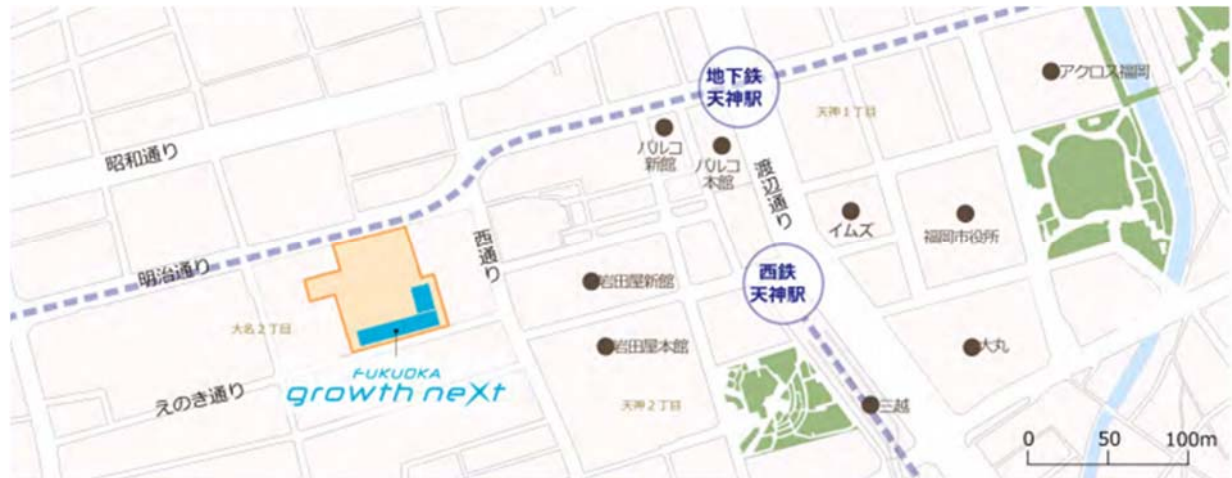 地下鉄
天神駅
アクロス福岡
天神1丁目
昭和通り
パルコ
新館
パルコ
本館
渡辺通り
イムズ
福岡市役所
西通り
明治通り
西鉄
天神駅
岩田屋新館
大名2丁目
岩田屋本館
大丸
FUKUOKA
growth neXt
えのき通り
天神2丁目
三越
0 50 100m